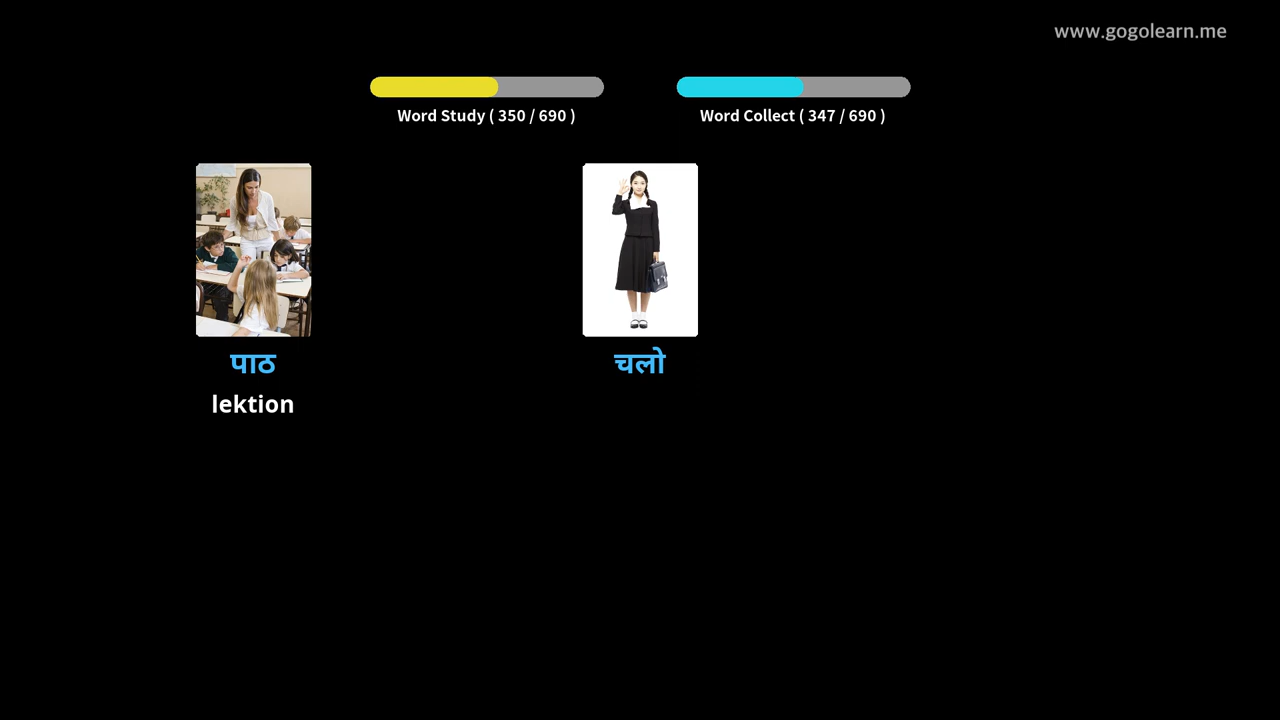 www.gogolearn.me
Word Study ( 350 / 690 )
Word Collect ( 347 / 690 )
पाठ
lektion
चलो